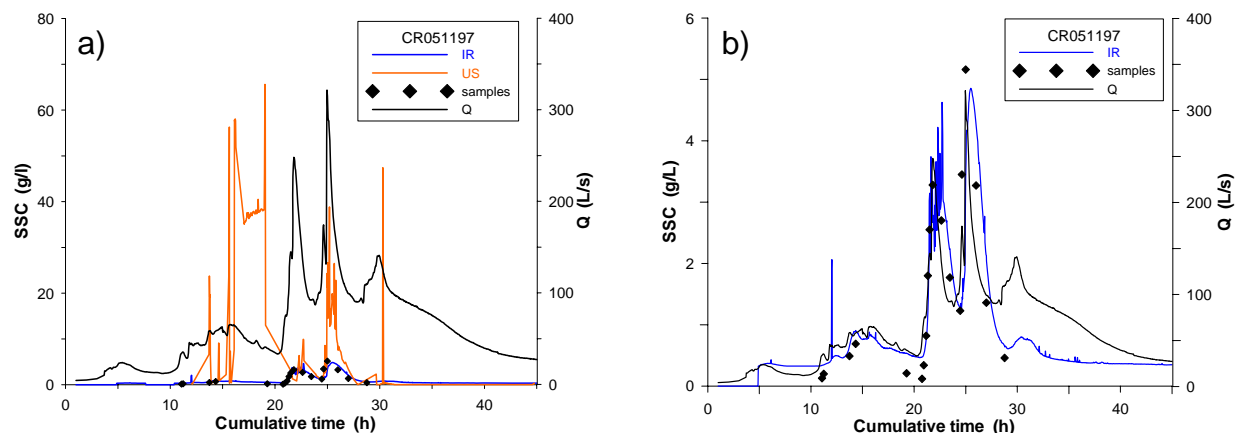 a)
CR051197
IR
US
samples
Q
80
60
40
20
0
SSC (g/l)
400
300
200
100
0
Q (L/s)
0 10 20 30 40
Cumulative time (h)
b)
CR051197
IR
samples
Q
6
4
2
0
SSC (g/L)
400
300
200
100
0
Q (L/s)
0 10 20 30 40
Cumulative time (h)